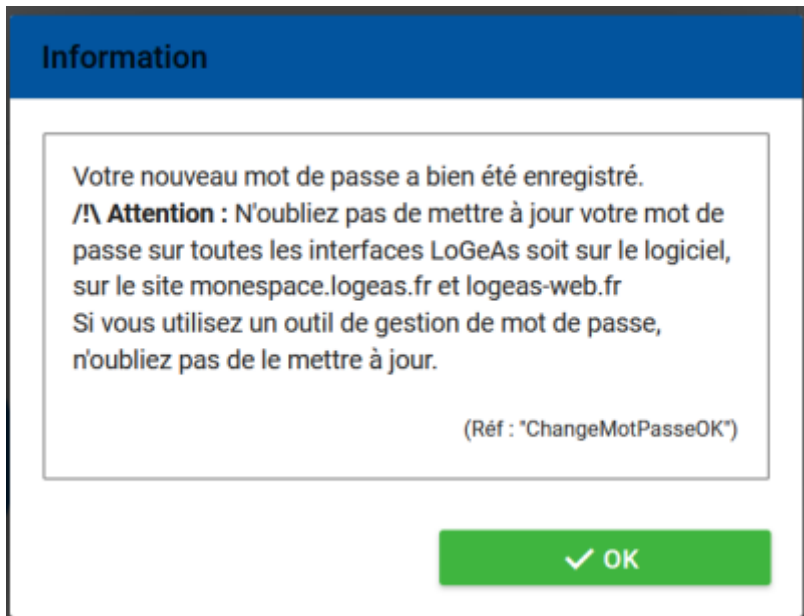 Information
Votre nouveau mot de passe a bien été enregistré.
/!\ Attention : N'oubliez pas de mettre à jour votre mot de
passe sur toutes les interfaces LoGeAs soit sur le logiciel,
sur le site monespace.logeas.fr et logeas-web.fr
Si vous utilisez un outil de gestion de mot de passe,
n'oubliez pas de le mettre à jour.
(Réf : "ChangeMotPasseOK")
OK